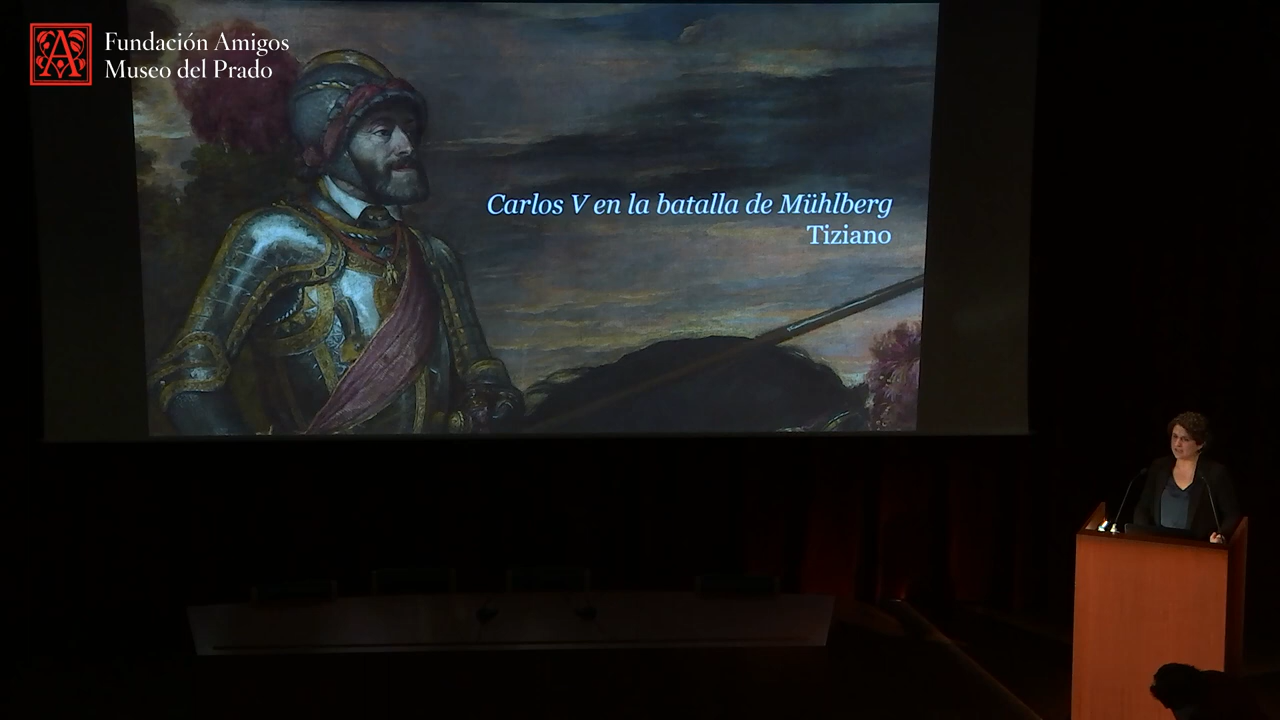 Fundación Amigos
Museo del Prado
Carlos V en la batalla de Mühlberg
Tiziano